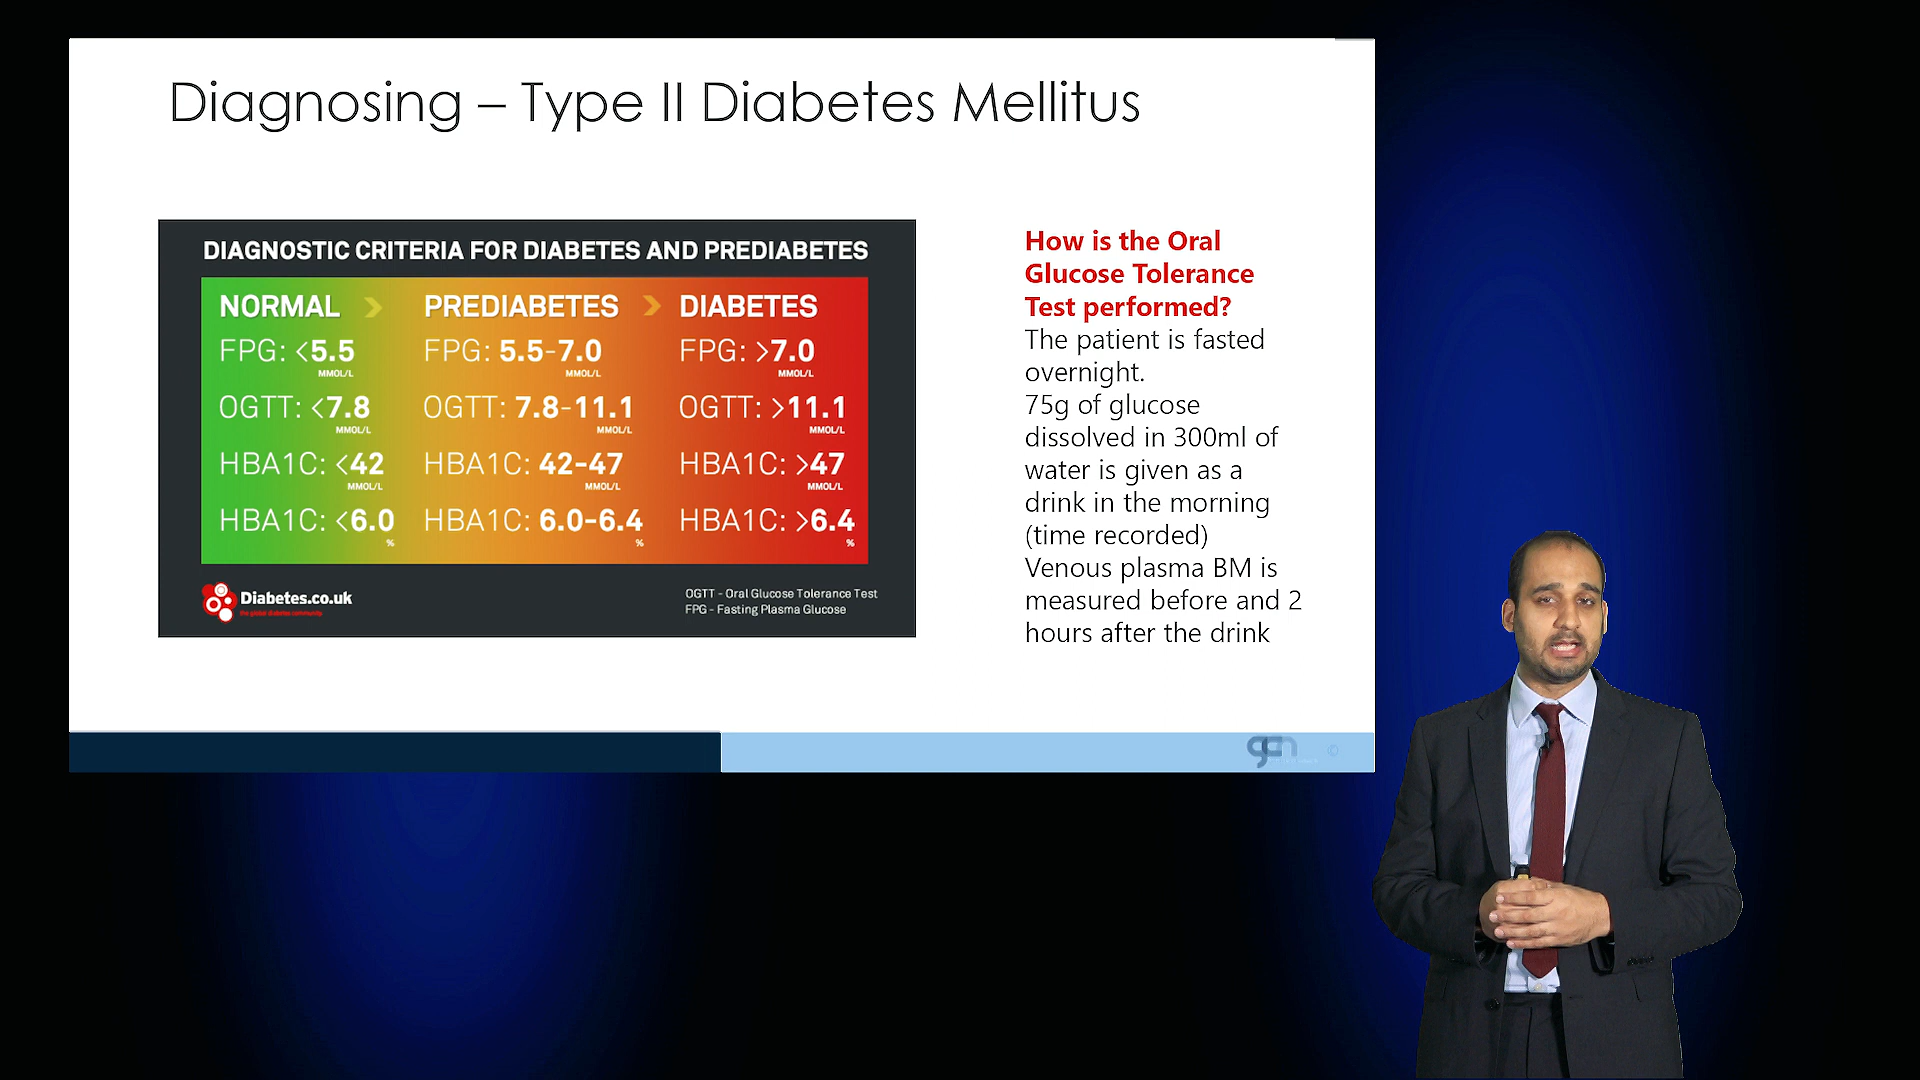 Diagnosing – Type II Diabetes Mellitus
DIAGNOSTIC CRITERIA FOR DIABETES AND PREDIABETES
NORMAL > PREDIABETES > DIABETES
FPG: <5.5 FPG: 5.5-7.0 FPG: >7.0
MMOL/L MMOL/L MMOL/L
OGTT: <7.8 OGTT: 7.8-11.1 OGTT: >11.1
MMOL/L MMOL/L MMOL/L
HBA1C: <42 HBA1C: 42-47 HBA1C: >47
MMOL/L MMOL/L MMOL/L
HBA1C: <6.0 HBA1C: 6.0-6.4 HBA1C: >6.4
% % %
Diabetes.co.uk
the global diabetes community
OGTT - Oral Glucose Tolerance Test
FPG - Fasting Plasma Glucose
How is the Oral
Glucose Tolerance
Test performed?
The patient is fasted
overnight.
75g of glucose
dissolved in 300ml of
water is given as a
drink in the morning
(time recorded)
Venous plasma BM is
measured before and 2
hours after the drink
gcn
©